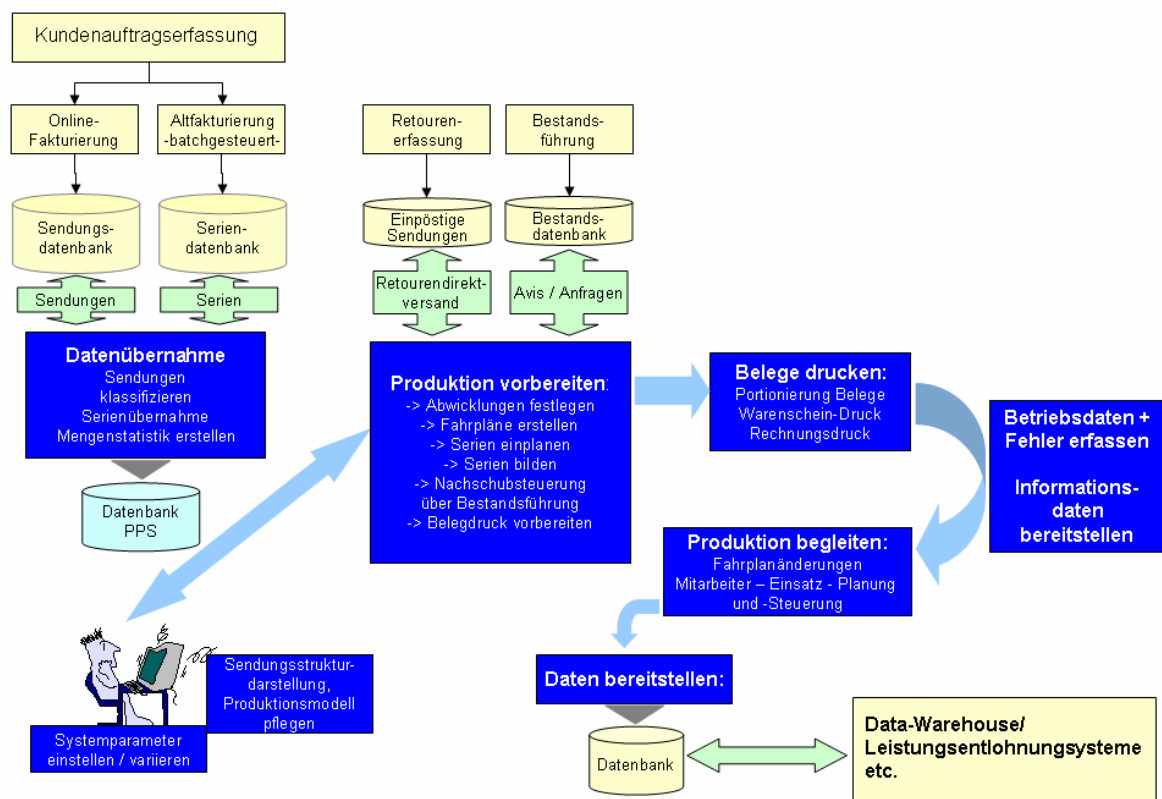 Kundenauftragserfassung
Online-
Fakturierung
Altfakturierung
-batchgesteuert-
Retouren-
erfassung
Bestands-
führung
Sendungs-
datenbank
Serien-
datenbank
Einpöstige
Sendungen
Bestands-
datenbank
Sendungen
Serien
Retourendirekt-
versand
Avis / Anfragen
Datenübernahme
Sendungen
klassifizieren
Serienübernahme
Mengenstatistik erstellen
Datenbank
PPS
Produktion vorbereiten:
-> Abwicklungen festlegen
-> Fahrpläne erstellen
-> Serien einplanen
-> Serien bilden
-> Nachschubsteuerung
über Bestandsführung
-> Belegdruck vorbereiten
Belege drucken:
Portionierung Belege
Warenschein-Druck
Rechnungsdruck
Betriebsdaten +
Fehler erfassen
Informations-
daten
bereitstellen
Produktion begleiten:
Fahrplanänderungen
Mitarbeiter – Einsatz - Planung
und -Steuerung
Sendungsstruktur-
darstellung,
Produktionsmodell
pflegen
Systemparameter
einstellen / variieren
Daten bereitstellen:
Datenbank
Data-Warehouse/
Leistungsentlohnungsysteme
etc.